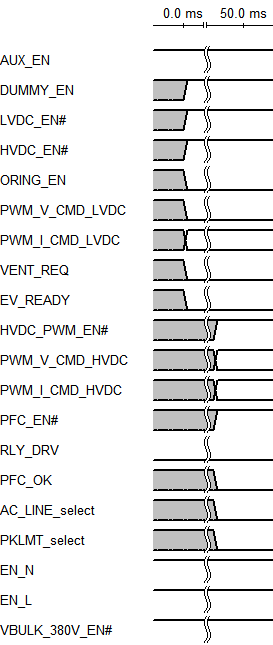 0.0 ms 50.0 ms
AUX_EN
DUMMY_EN
LVDC_EN#
HVDC_EN#
ORING_EN
PWM_V_CMD_LVDC
PWM_I_CMD_LVDC
VENT_REQ
EV_READY
HVDC_PWM_EN#
PWM_V_CMD_HVDC
PWM_I_CMD_HVDC
PFC_EN#
RLY_DRV
PFC_OK
AC_LINE_select
PKLMT_select
EN_N
EN_L
VBULK_380V_EN#